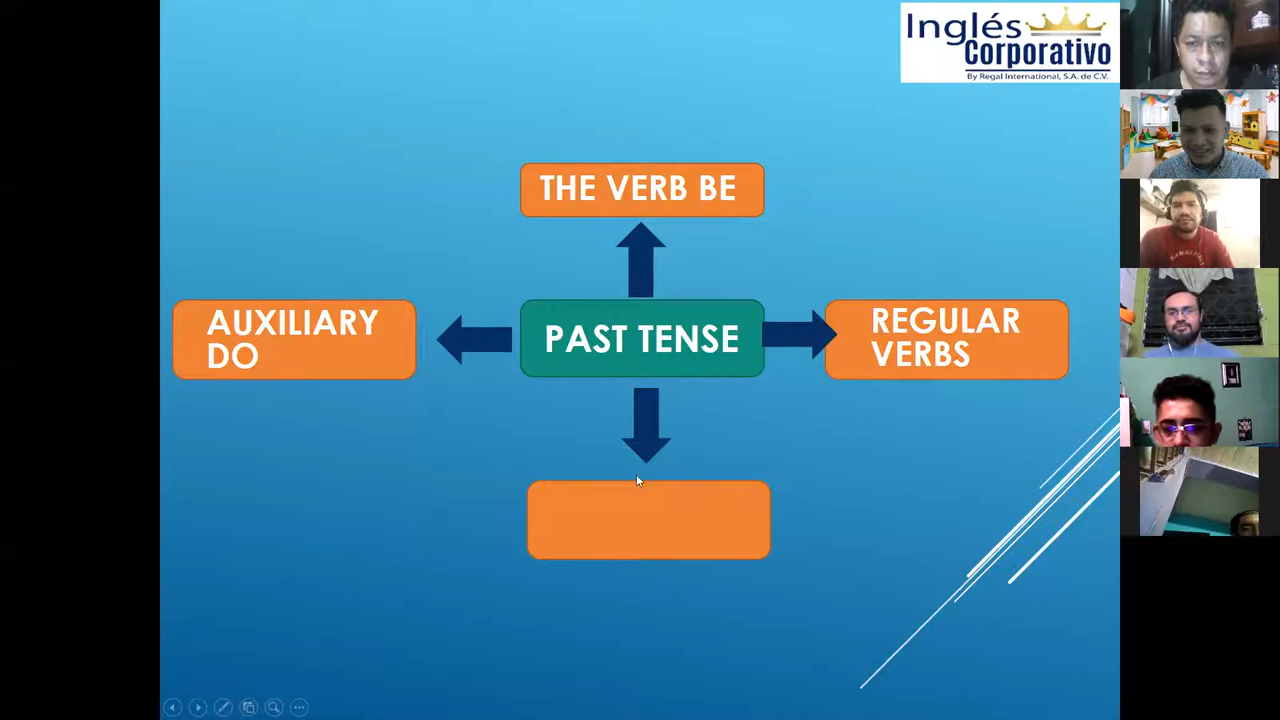 Inglés
Corporativo
By Regal International, S.A. de C.V.
THE VERB BE
AUXILIARY
DO
PAST TENSE
REGULAR
VERBS